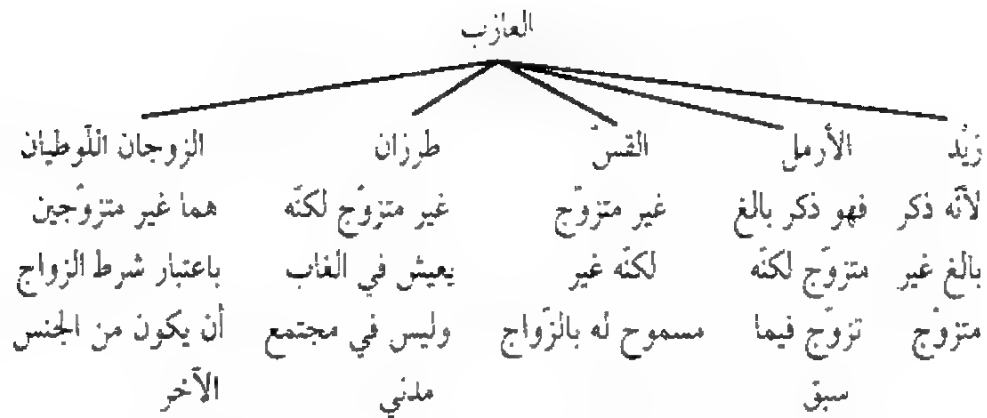 العازب
زَيْد
لأنّه ذكر
بالغ غير
متزوّج
الأرمل
فهو ذكر بالغ
متزوّج لكنّه
تزوّج فيما
سبق
القسّ
غير متزوّج
لكنّه غير
مسموح له بالزّواج
طرزان
غير متزوّج لكنّه
يعيش في الغاب
وليس في مجتمع
مدني
الزوجان اللّوطيان
هما غير متزوّجين
باعتبار شرط الزواج
أن يكون من الجنس
الآخر